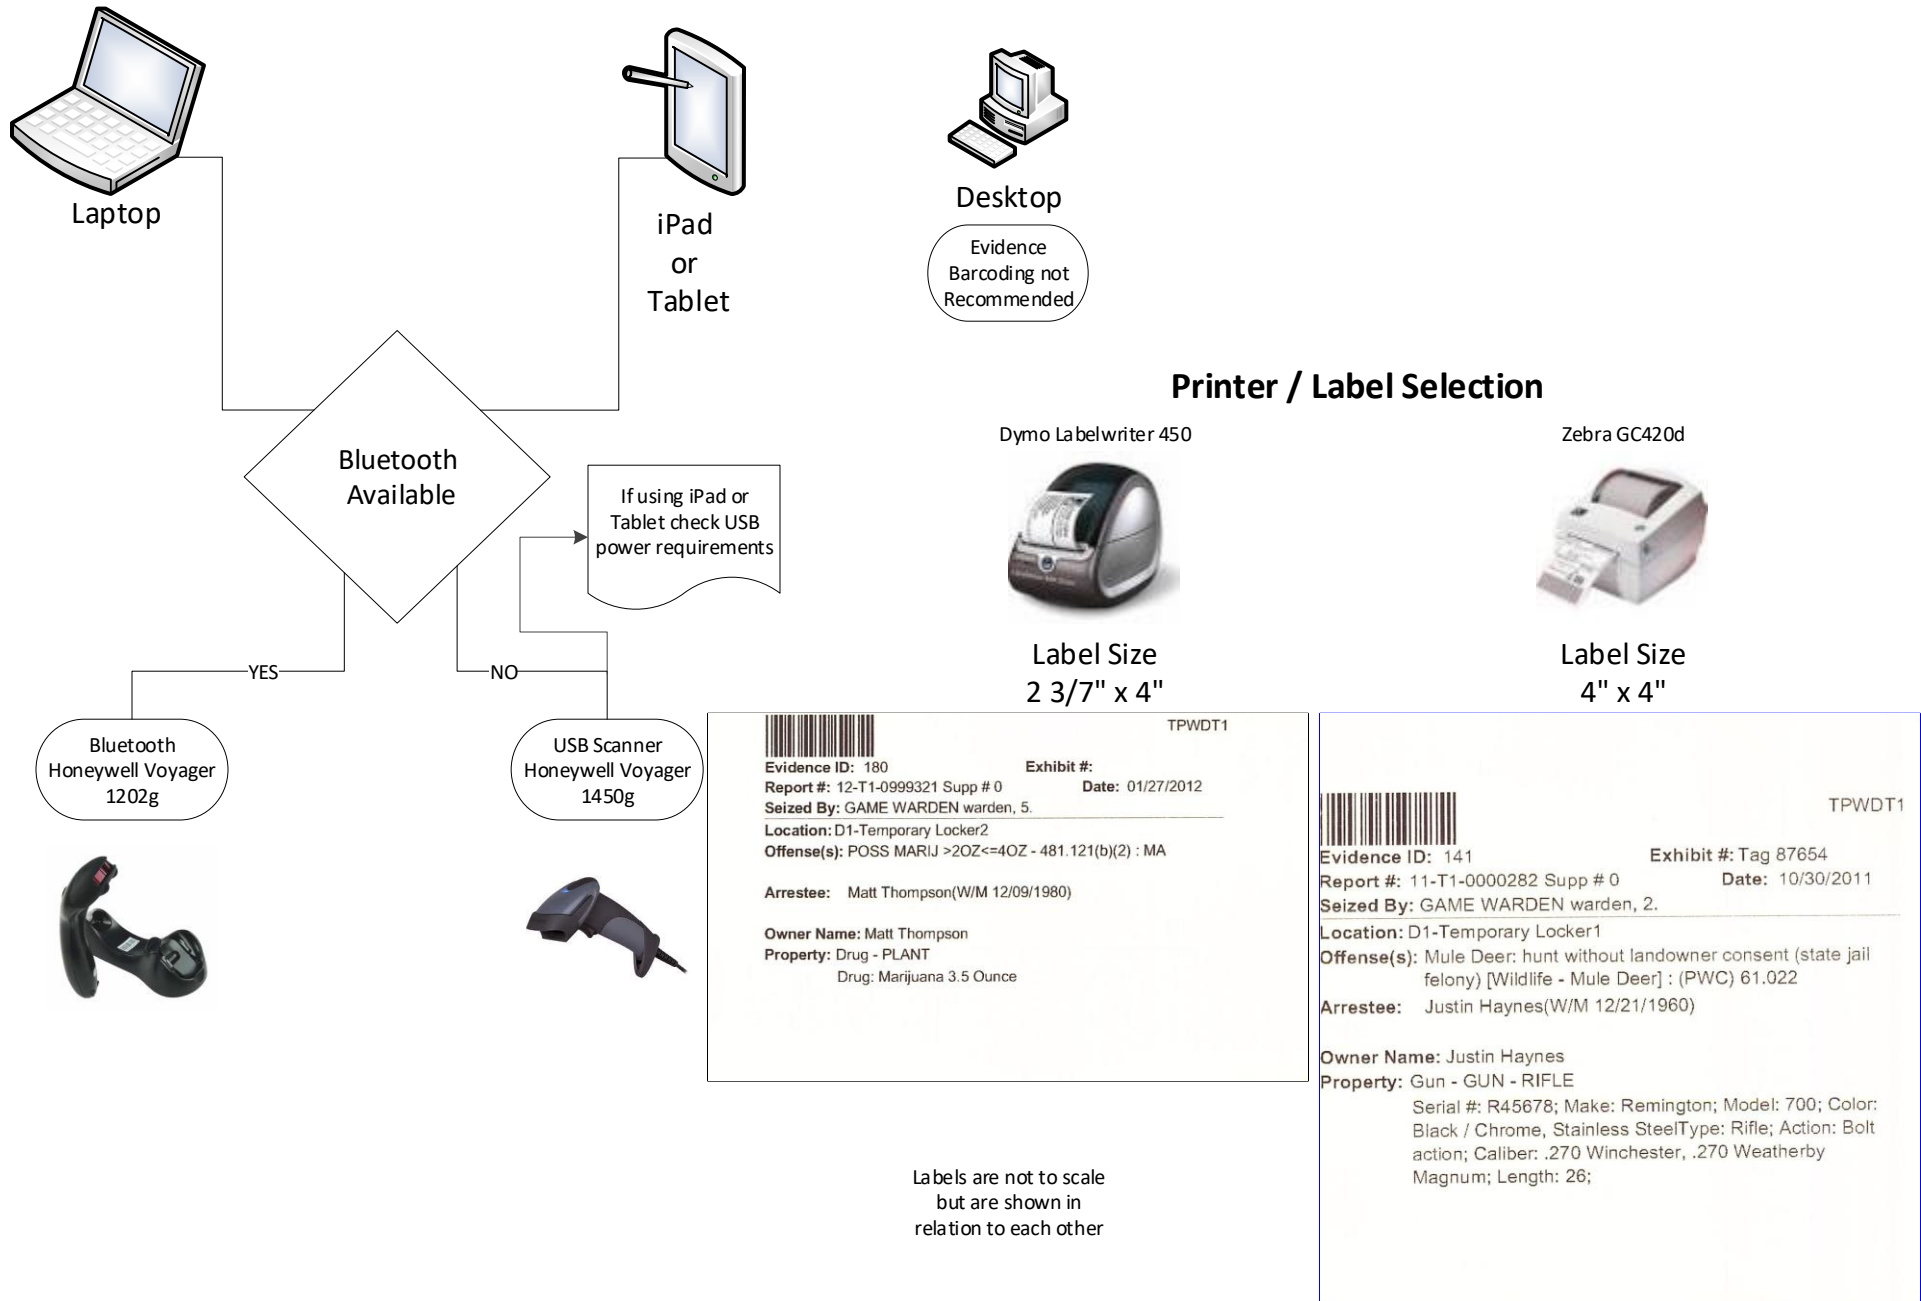 Laptop
iPad
or
Tablet
Desktop
Evidence
Barcoding not
Recommended
Bluetooth
Available
If using iPad or
Tablet check USB
power requirements
YES
NO
Bluetooth
Honeywell Voyager
1202g
USB Scanner
Honeywell Voyager
1450g
Printer / Label Selection
Dymo Labelwriter 450
Label Size
2 3/7" x 4"
TPWDT1
Evidence ID: 180 Exhibit #:
Report #: 12-T1-0999321 Supp # 0 Date: 01/27/2012
Seized By: GAME WARDEN warden, 5.
Location: D1-Temporary Locker2
Offense(s): POSS MARIJ >2OZ<=4OZ - 481.121(b)(2) : MA
Arrestee: Matt Thompson(W/M 12/09/1980)
Owner Name: Matt Thompson
Property: Drug - PLANT
Drug: Marijuana 3.5 Ounce
Zebra GC420d
Label Size
4" x 4"
TPWDT1
Evidence ID: 141 Exhibit #: Tag 87654
Report #: 11-T1-0000282 Supp # 0 Date: 10/30/2011
Seized By: GAME WARDEN warden, 2.
Location: D1-Temporary Locker1
Offense(s): Mule Deer: hunt without landowner consent (state jail
felony) [Wildlife - Mule Deer] : (PWC) 61.022
Arrestee: Justin Haynes(W/M 12/21/1960)
Owner Name: Justin Haynes
Property: Gun - GUN - RIFLE
Serial #: R45678; Make: Remington; Model: 700; Color:
Black / Chrome, Stainless SteelType: Rifle; Action: Bolt
action; Caliber: .270 Winchester, .270 Weatherby
Magnum; Length: 26;
Labels are not to scale
but are shown in
relation to each other